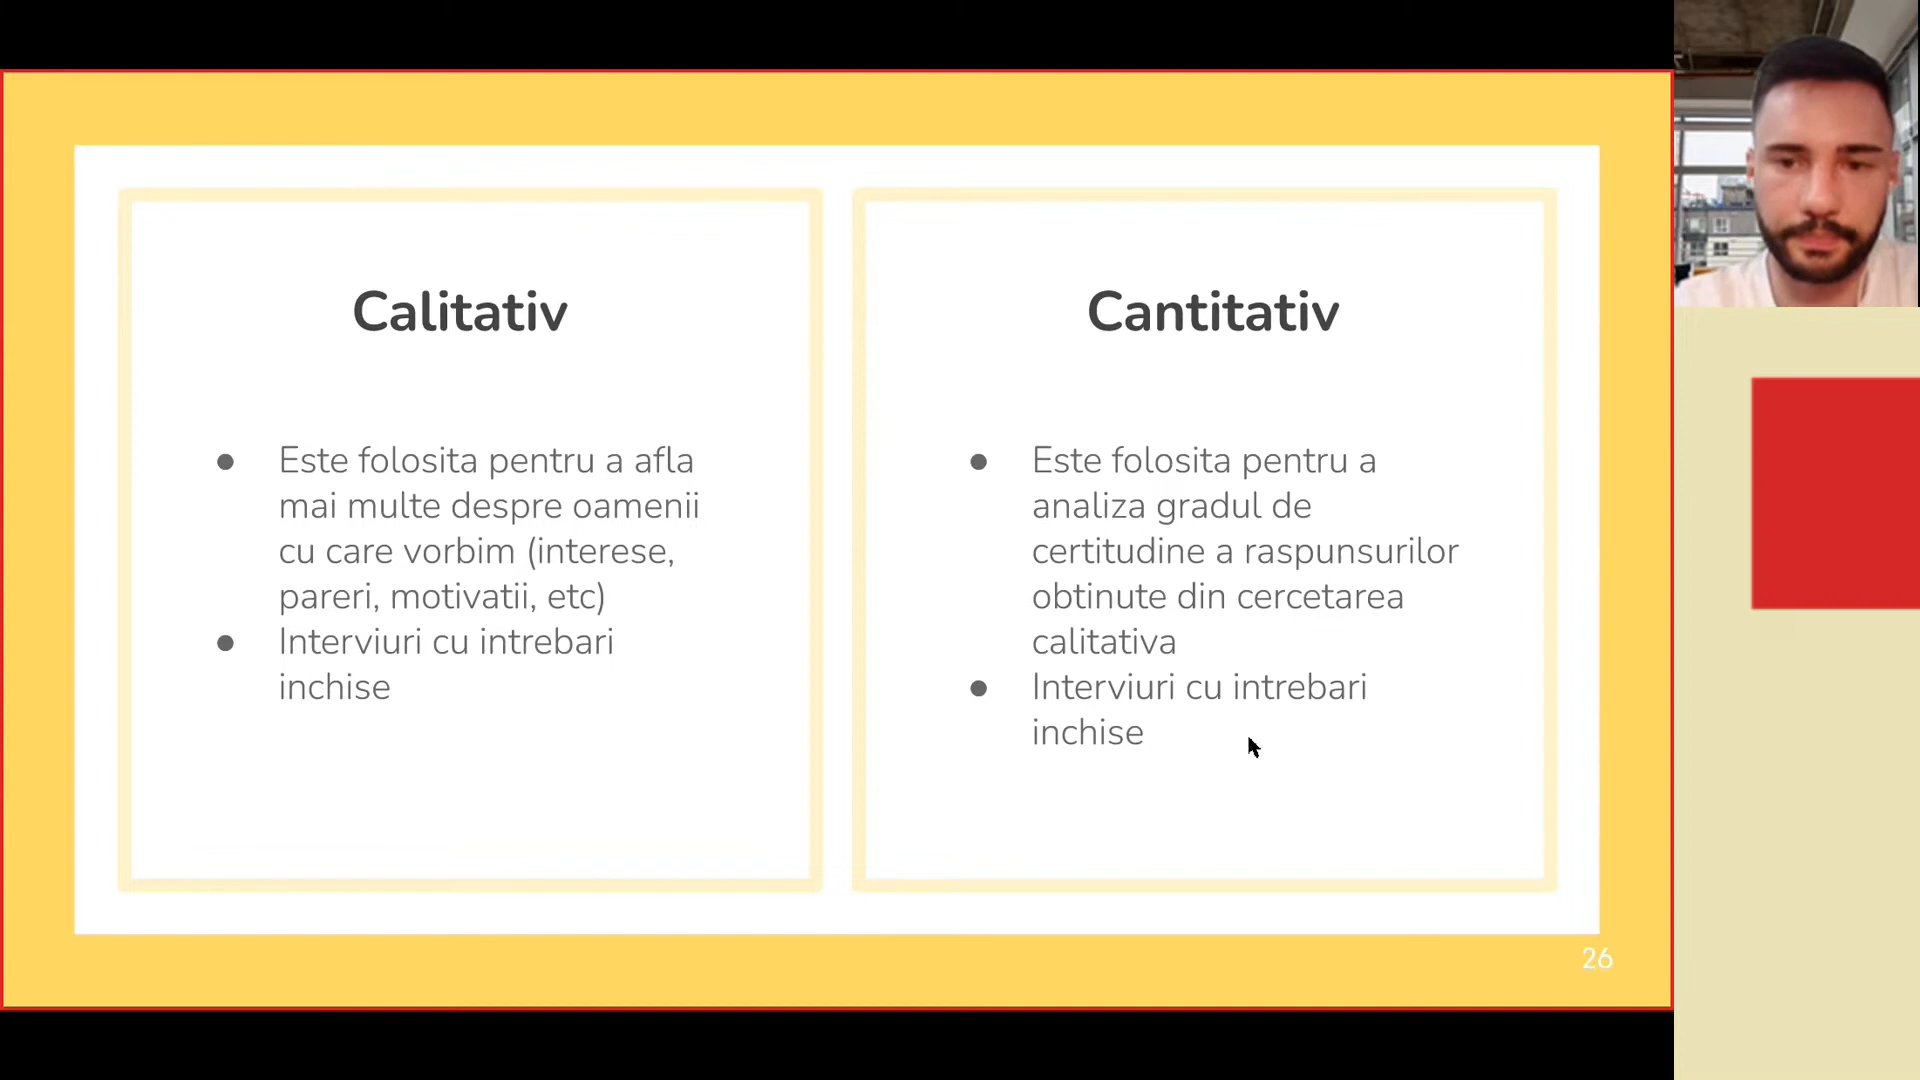 Calitativ
Este folosita pentru a afla
mai multe despre oamenii
cu care vorbim (interese,
pareri, motivatii, etc)
Interviuri cu intrebari
inchise
Cantitativ
Este folosita pentru a
analiza gradul de
certitudine a raspunsurilor
obtinute din cercetarea
calitativa
Interviuri cu intrebari
inchise
26